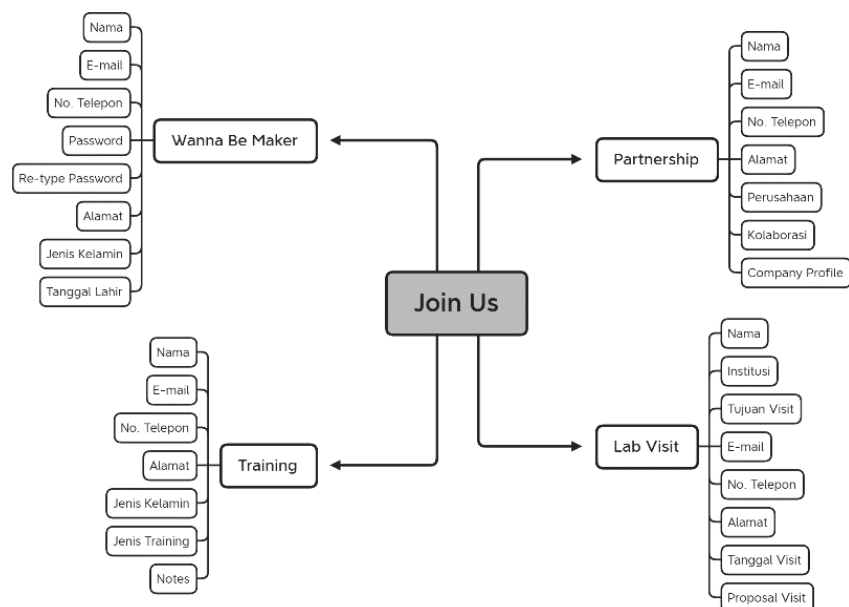 Nama
E-mail
No. Telepon
Password
Re-type Password
Alamat
Jenis Kelamin
Tanggal Lahir
Wanna Be Maker
Nama
E-mail
No. Telepon
Alamat
Perusahaan
Kolaborasi
Company Profile
Partnership
Join Us
Nama
E-mail
No. Telepon
Alamat
Jenis Kelamin
Jenis Training
Notes
Training
Nama
Institusi
Tujuan Visit
E-mail
No. Telepon
Alamat
Tanggal Visit
Proposal Visit
Lab Visit